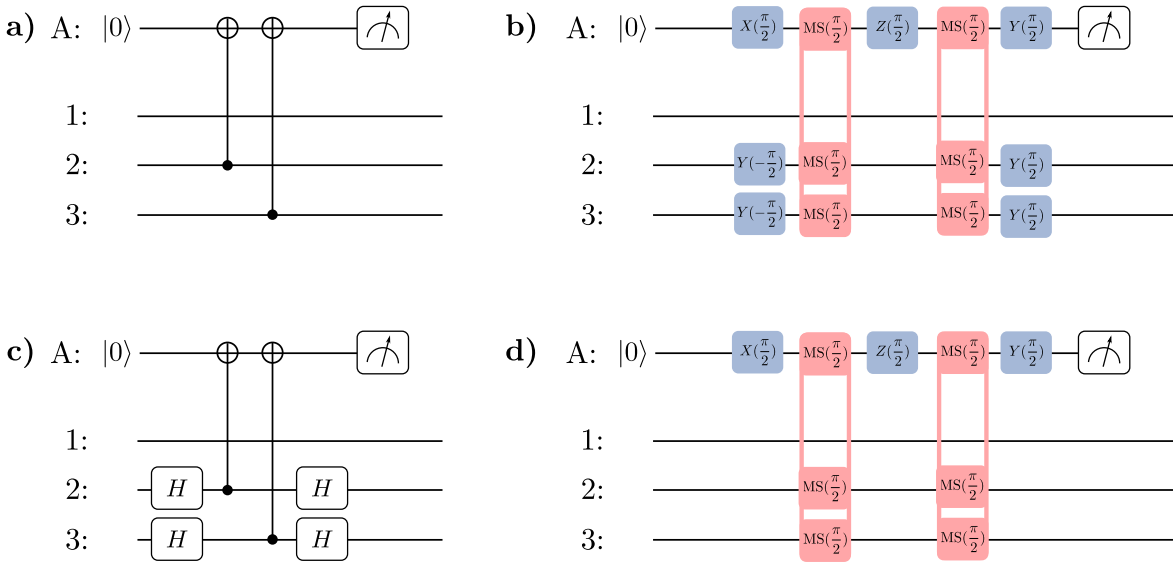 a) A: |0⟩
1:
2:
3:
b) A: |0⟩ X(π/2) MS(π/2) Z(π/2) MS(π/2) Y(π/2)
1:
2: Y(−π/2) MS(π/2) MS(π/2) Y(π/2)
3: Y(−π/2) MS(π/2) MS(π/2) Y(π/2)
c) A: |0⟩
1:
2: H H
3: H H
d) A: |0⟩ X(π/2) MS(π/2) Z(π/2) MS(π/2) Y(π/2)
1:
2: MS(π/2) MS(π/2)
3: MS(π/2) MS(π/2)